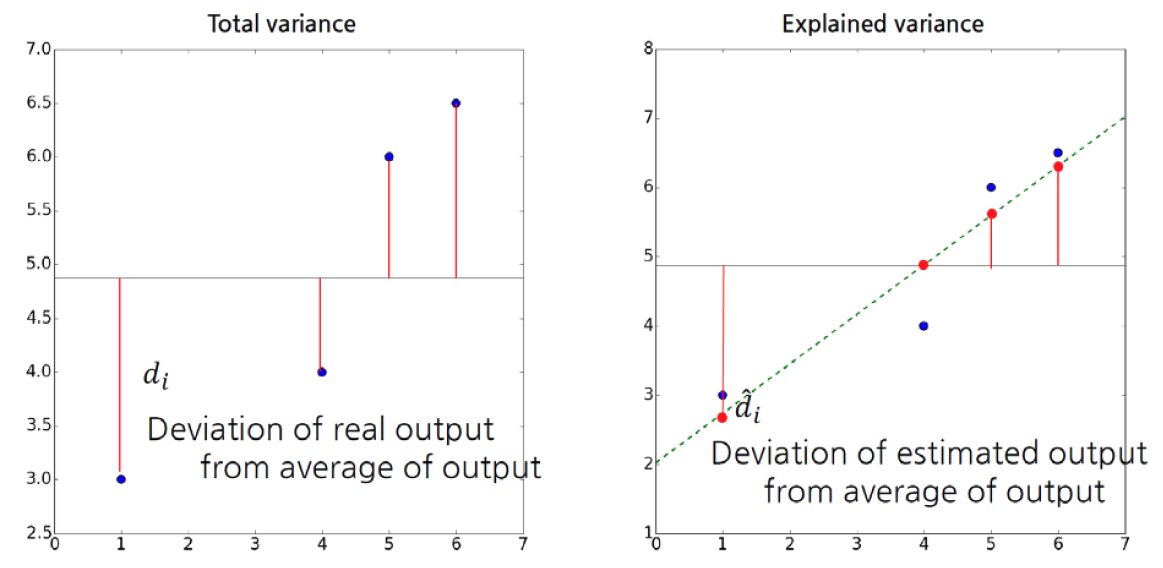 Total variance
7.0
6.5
6.0
5.5
5.0
4.5
4.0
3.5
3.0
2.5
0 1 2 3 4 5 6 7
d_i
Deviation of real output
from average of output
Explained variance
8
7
6
5
4
3
2
1
0 1 2 3 4 5 6 7
d̂_i
Deviation of estimated output
from average of output